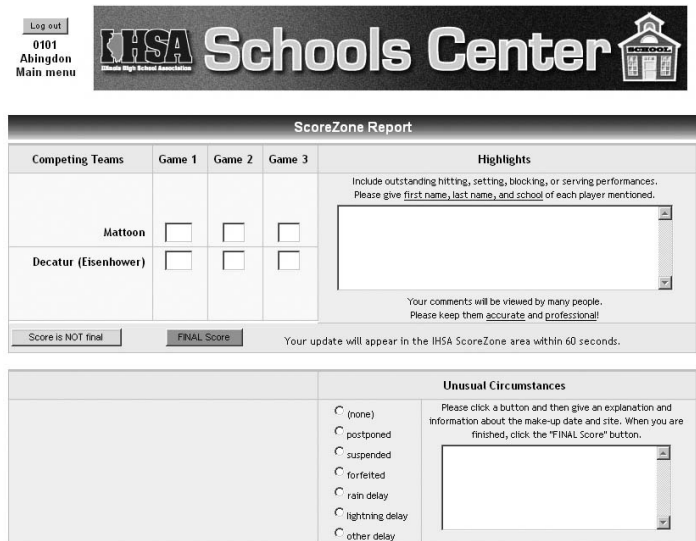 Log out
0101
Abingdon
Main menu
IHSA
Illinois High School Association
Schools Center
SCHOOL
ScoreZone Report
Competing Teams Game 1 Game 2 Game 3 Highlights
Include outstanding hitting, setting, blocking, or serving performances.
Please give first name, last name, and school of each player mentioned.
Mattoon
Decatur (Eisenhower)
Your comments will be viewed by many people.
Please keep them accurate and professional!
Score is NOT final FINAL Score Your update will appear in the IHSA ScoreZone area within 60 seconds.
Unusual Circumstances
(none)
postponed
suspended
forfeited
rain delay
lightning delay
other delay
Please click a button and then give an explanation and
information about the make-up date and site. When you are
finished, click the "FINAL Score" button.